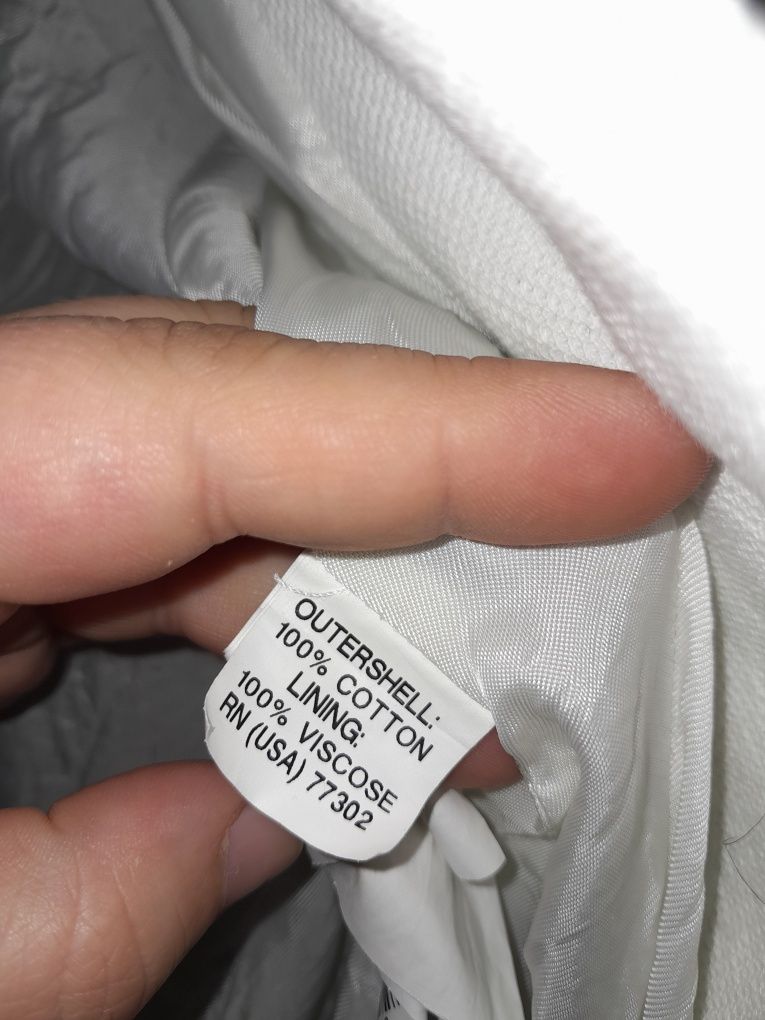 OUTERSHELL:
100% COTTON
LINING:
100% VISCOSE
RN (USA) 77302